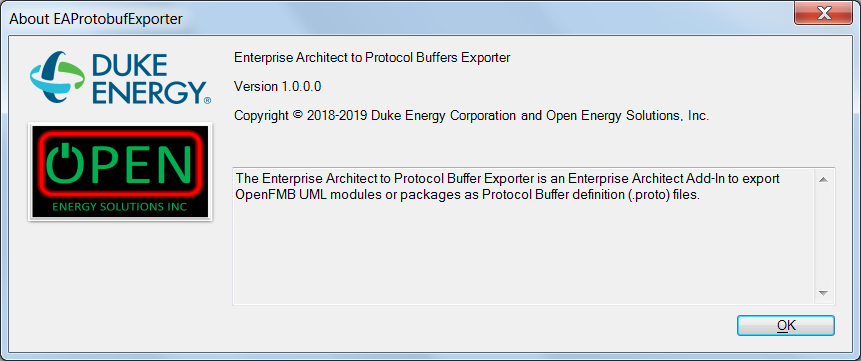 About EAProtobufExporter
DUKE
ENERGY®
OPEN
ENERGY SOLUTIONS INC
Enterprise Architect to Protocol Buffers Exporter
Version 1.0.0.0
Copyright © 2018-2019 Duke Energy Corporation and Open Energy Solutions, Inc.
The Enterprise Architect to Protocol Buffer Exporter is an Enterprise Architect Add-In to export
OpenFMB UML modules or packages as Protocol Buffer definition (.proto) files.
OK